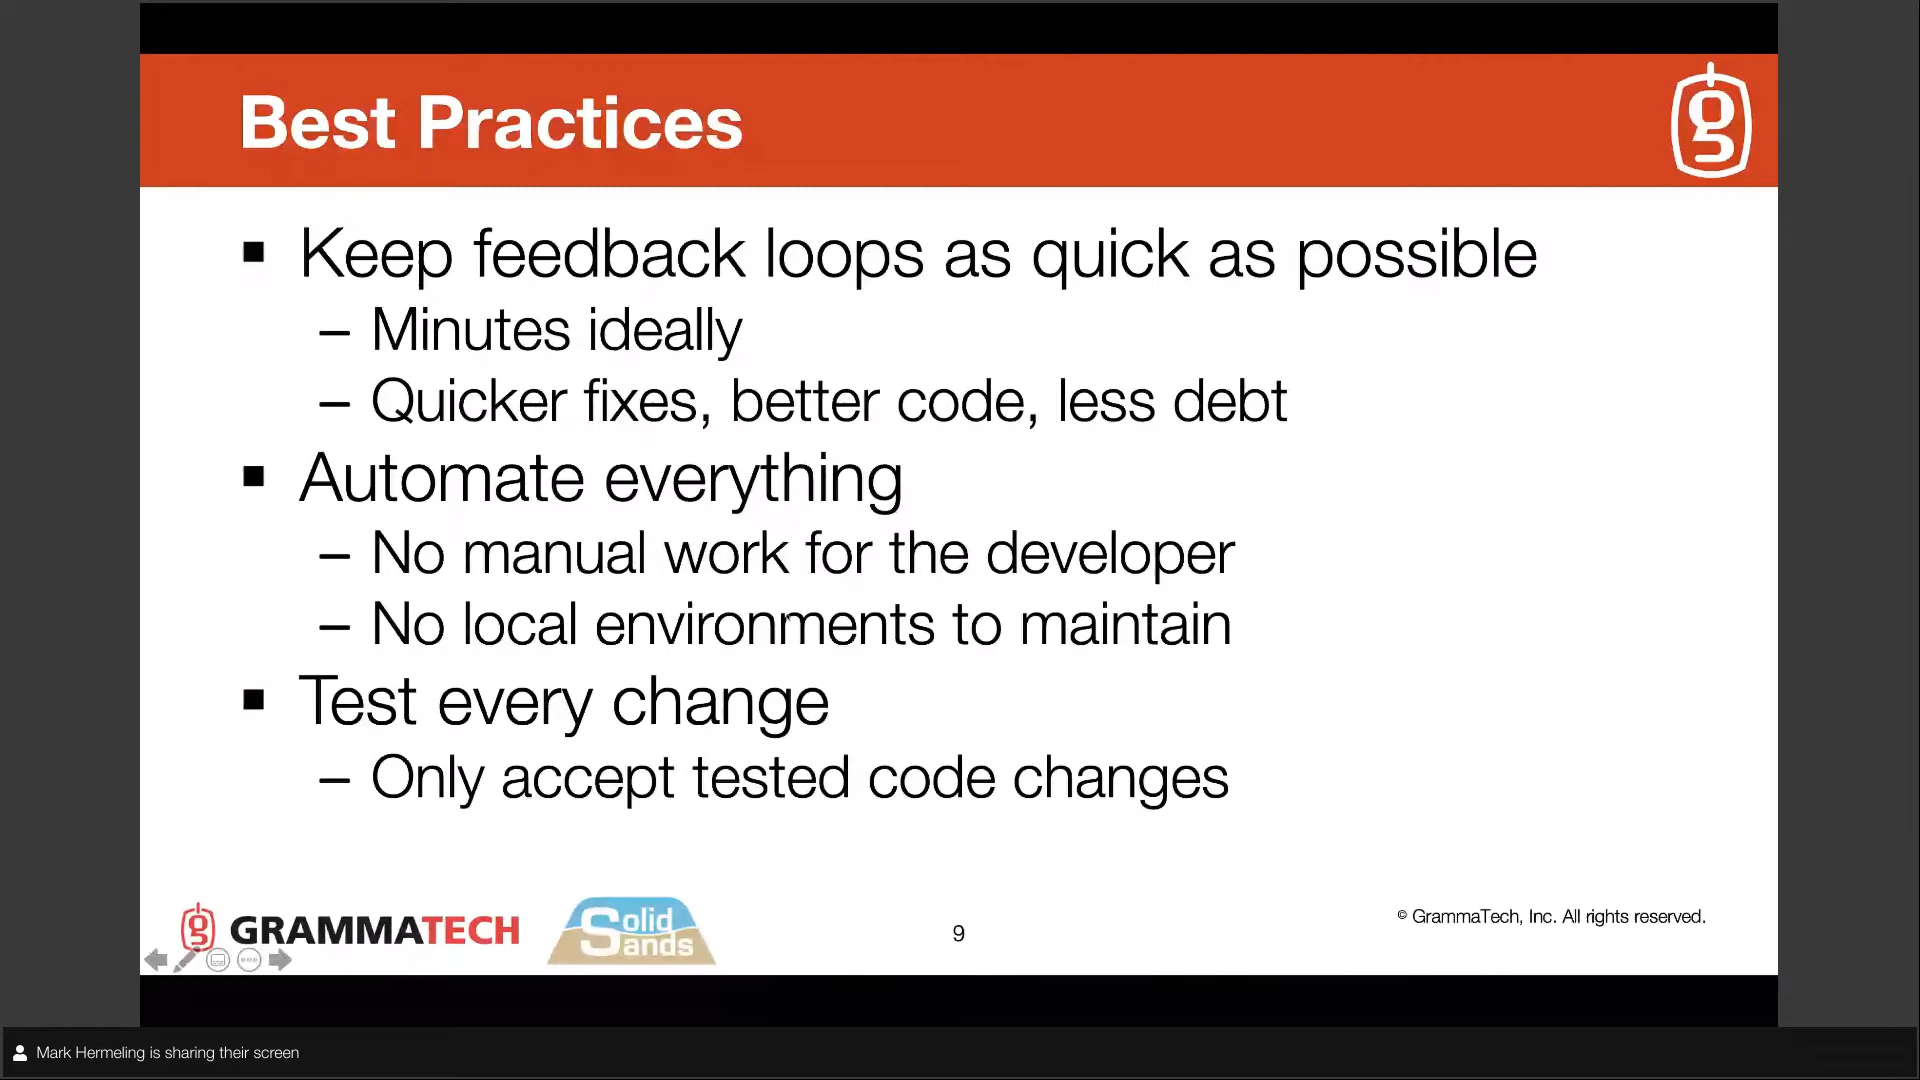 Best Practices
▪ Keep feedback loops as quick as possible
– Minutes ideally
– Quicker fixes, better code, less debt
▪ Automate everything
– No manual work for the developer
– No local environments to maintain
▪ Test every change
– Only accept tested code changes
GRAMMATECH
Solid Sands
9
© GrammaTech, Inc. All rights reserved.
Mark Hermeling is sharing their screen